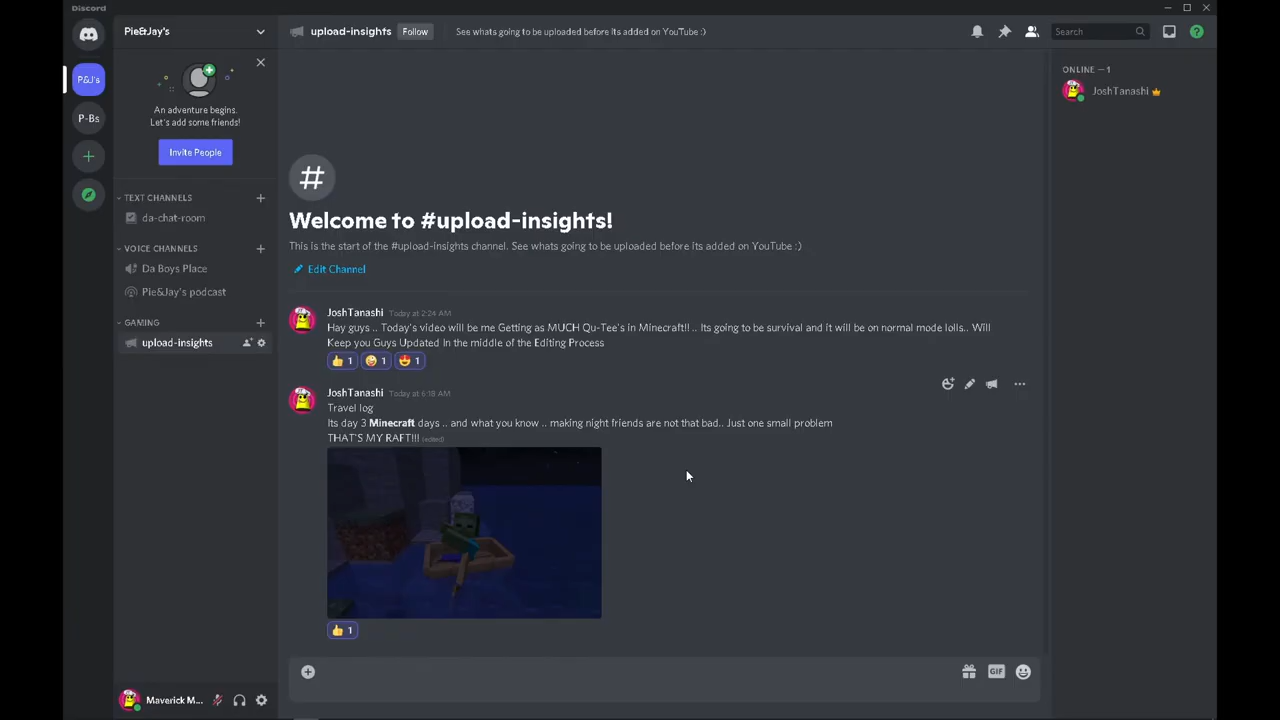 Discord
Pie&Jay's
upload-insights
Follow
See whats going to be uploaded before its added on YouTube :)
Search
P&J's
P-Bs
An adventure begins.
Let's add some friends!
Invite People
TEXT CHANNELS
da-chat-room
VOICE CHANNELS
Da Boys Place
Pie&Jay's podcast
GAMING
upload-insights
Maverick M...
Welcome to #upload-insights!
This is the start of the #upload-insights channel. See whats going to be uploaded before its added on YouTube :)
Edit Channel
JoshTanashi Today at 2:24 AM
Hay guys .. Today's video will be me Getting as MUCH Qu-Tee's in Minecraft!! .. Its going to be survival and it will be on normal mode lolls.. Will
Keep you Guys Updated In the middle of the Editing Process
1 1 1
JoshTanashi Today at 6:18 AM
Travel log
Its day 3 Minecraft days .. and what you know .. making night friends are not that bad.. Just one small problem
THAT'S MY RAFT!!! (edited)
1
GIF
ONLINE — 1
JoshTanashi